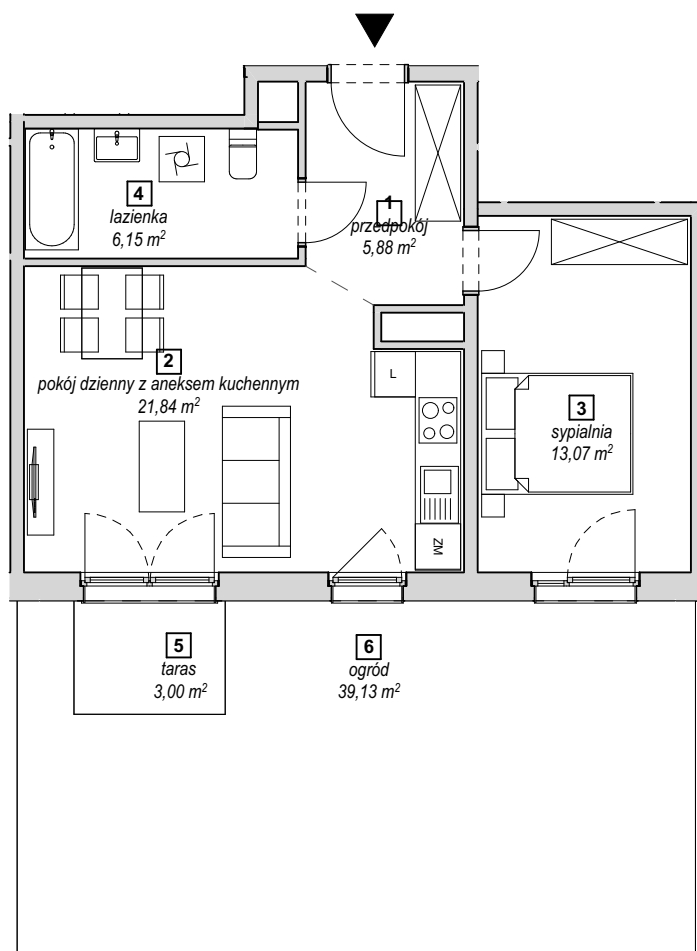 4
lazienka
6,15 m²
1
przedpokój
5,88 m²
2
pokój dzienny z aneksem kuchennym
21,84 m²
L
3
sypialnia
13,07 m²
ZM
5
taras
3,00 m²
6
ogród
39,13 m²